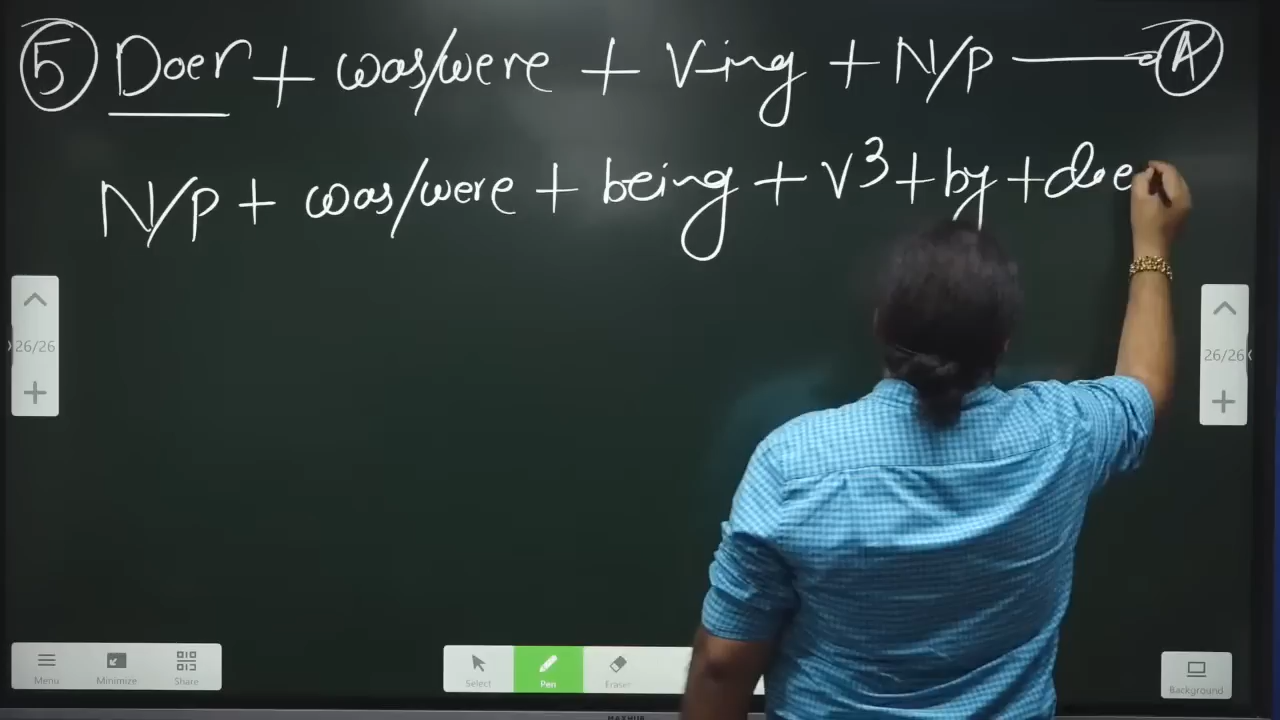 5 Doer + was/were + V-ing + N/p → A
N/p + was/were + being + V3 + by + doe
26/26
26/26
Menu Minimize Share Select Pen Eraser Background